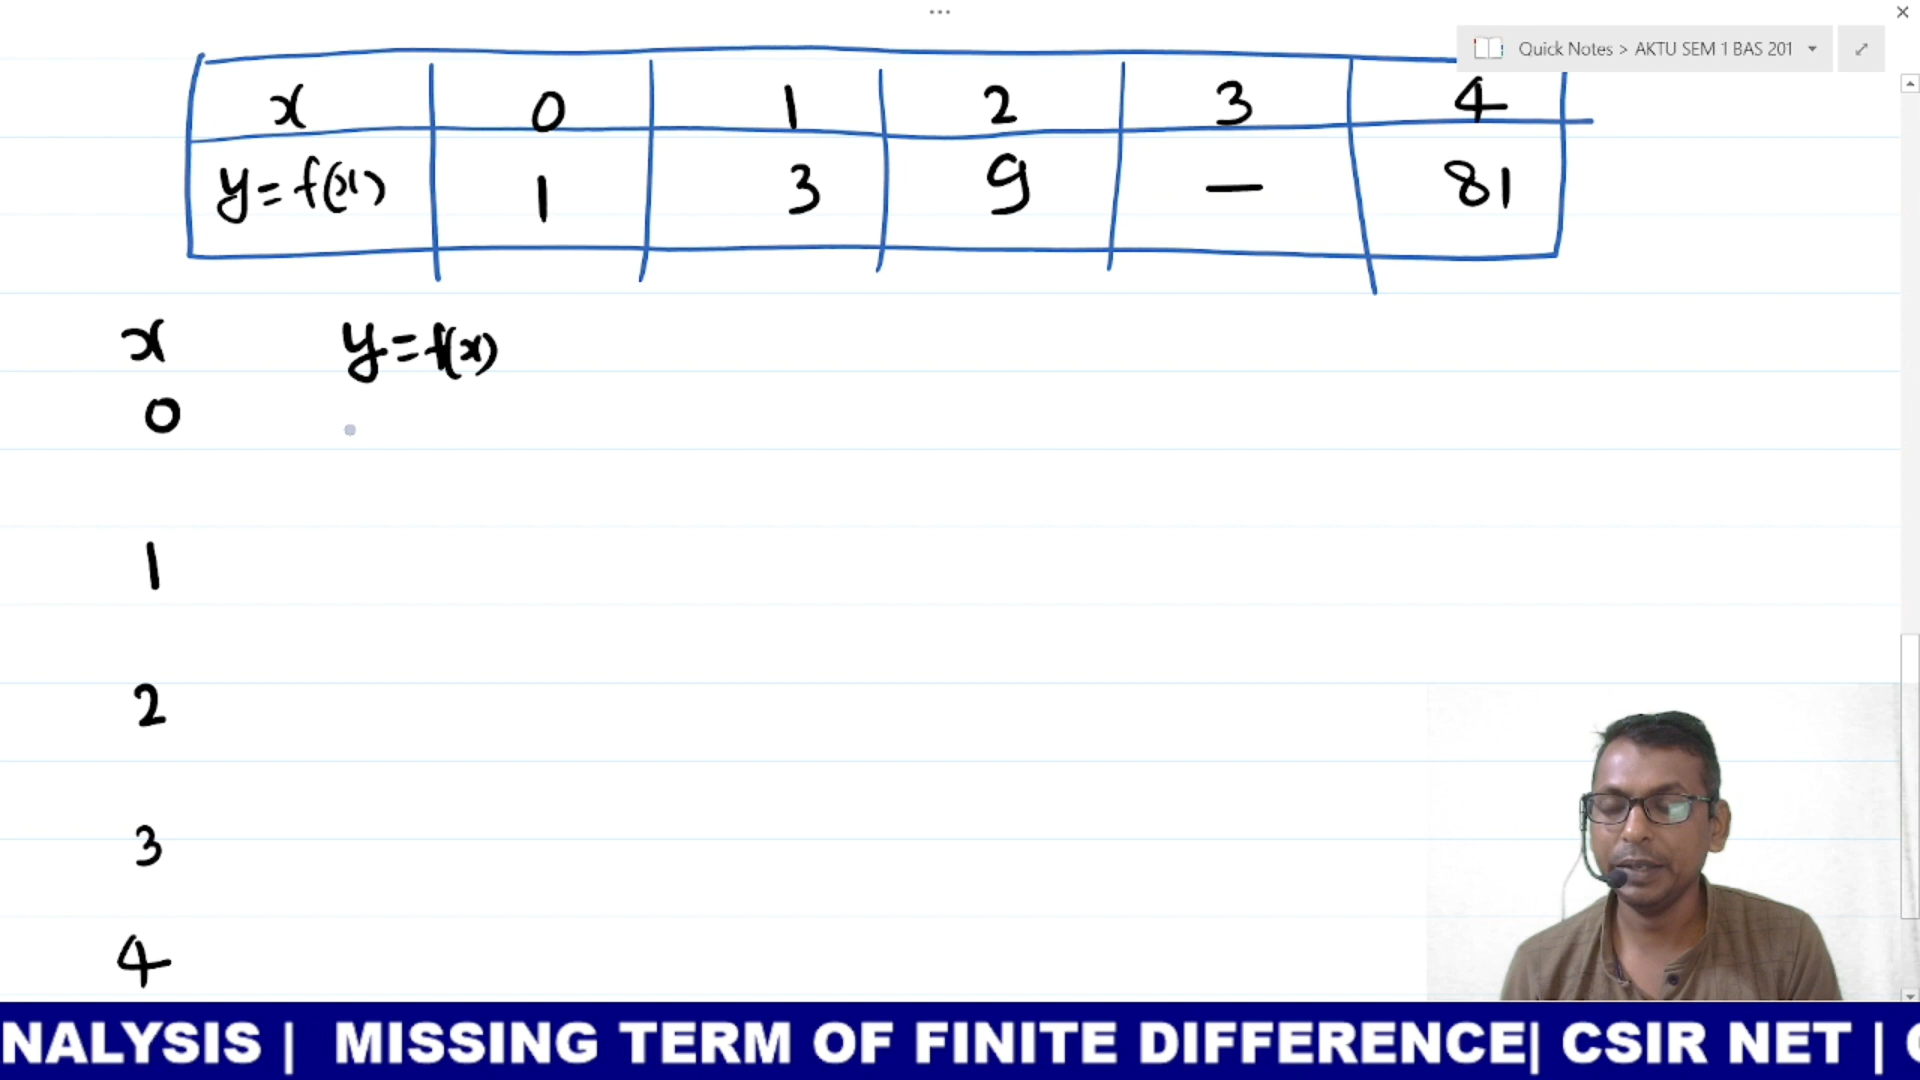 Quick Notes > AKTU SEM 1 BAS 201
x 0 1 2 3 4
y=f(x) 1 3 9 — 81
x y=f(x)
0
1
2
3
4
NALYSIS | MISSING TERM OF FINITE DIFFERENCE| CSIR NET |